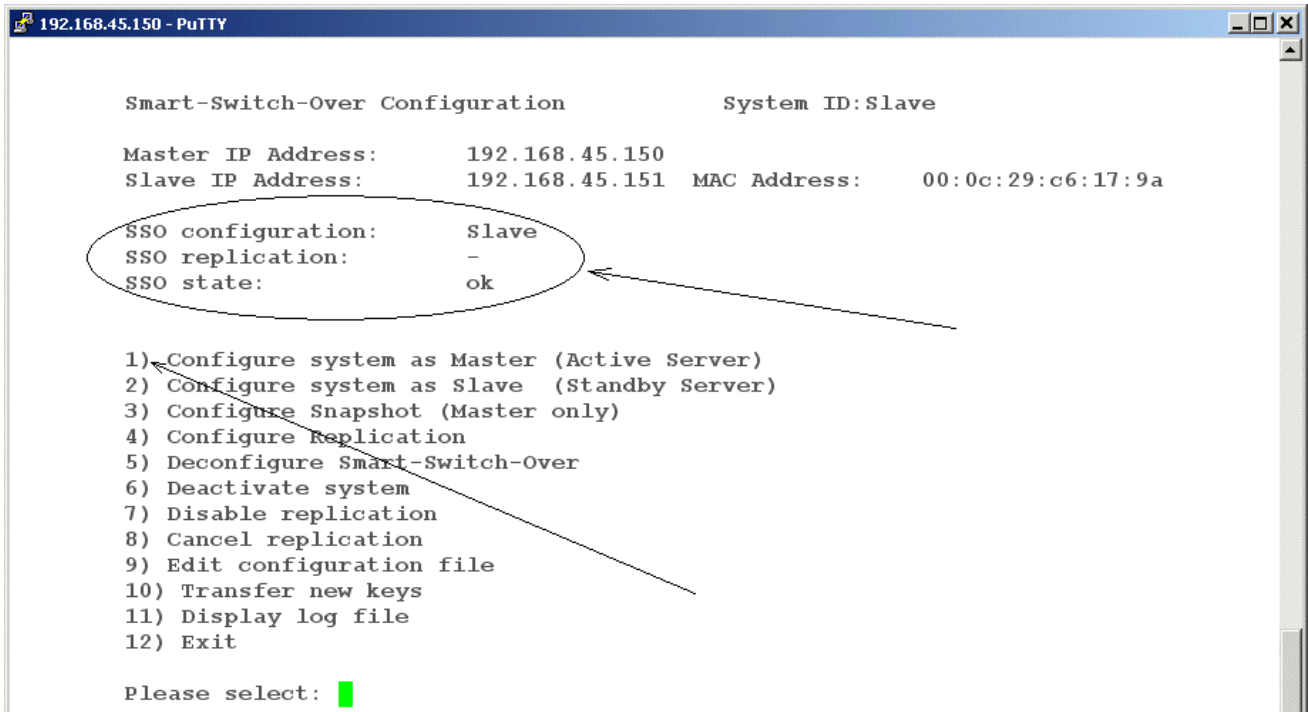 192.168.45.150 - PuTTY
Smart-Switch-Over Configuration System ID:Slave
Master IP Address: 192.168.45.150
Slave IP Address: 192.168.45.151 MAC Address: 00:0c:29:c6:17:9a
SSO configuration: Slave
SSO replication: -
SSO state: ok
1) Configure system as Master (Active Server)
2) Configure system as Slave (Standby Server)
3) Configure Snapshot (Master only)
4) Configure Replication
5) Deconfigure Smart-Switch-Over
6) Deactivate system
7) Disable replication
8) Cancel replication
9) Edit configuration file
10) Transfer new keys
11) Display log file
12) Exit
Please select: